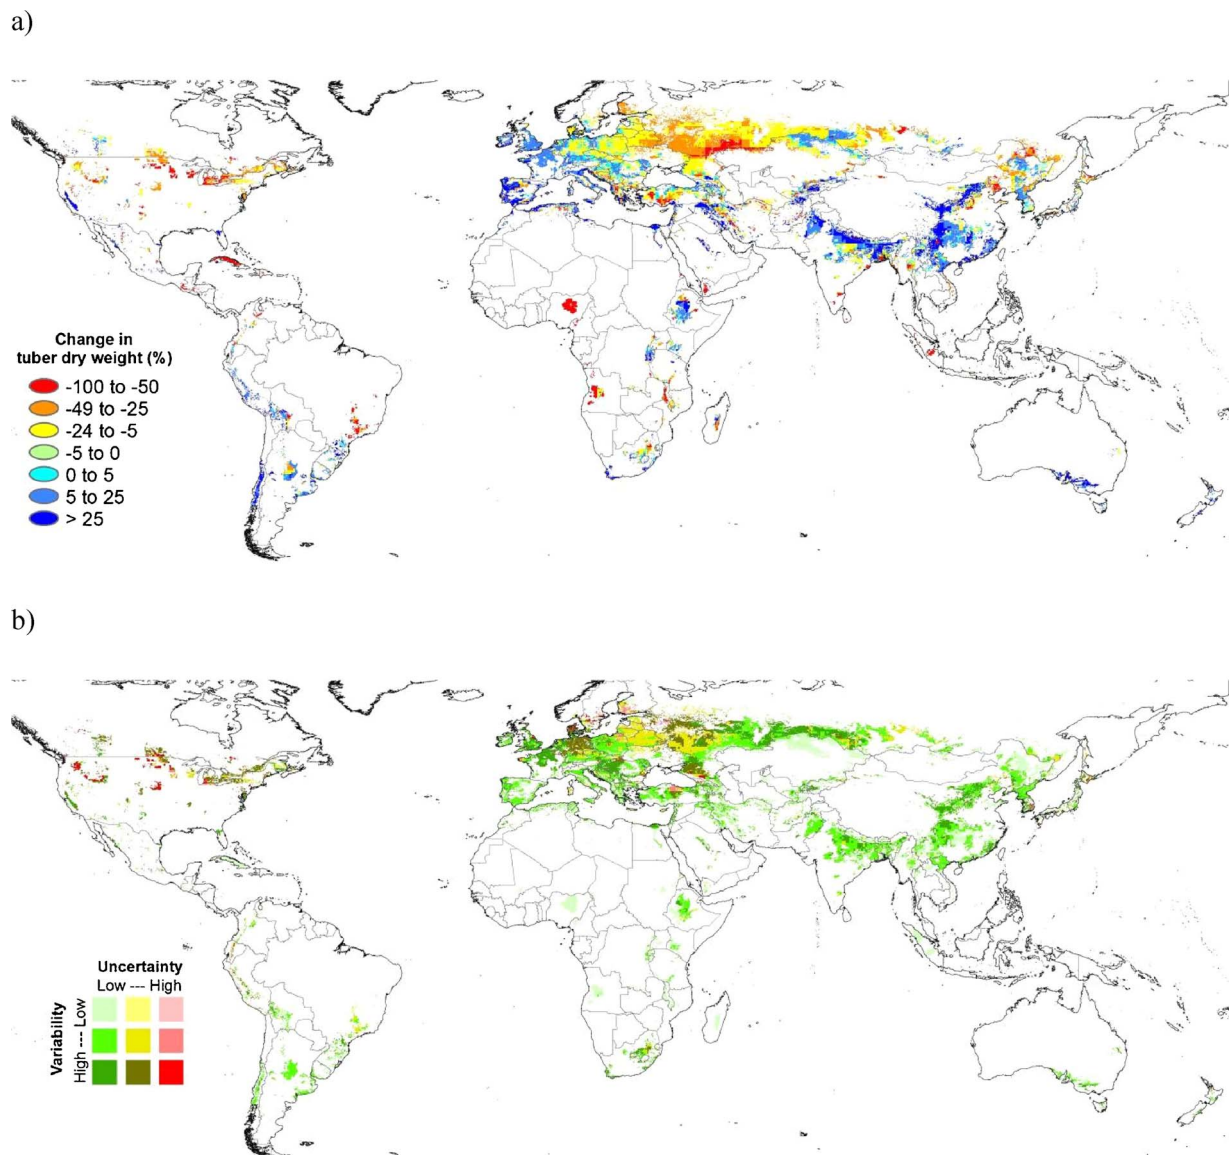 a)
Change in
tuber dry weight (%)
-100 to -50
-49 to -25
-24 to -5
-5 to 0
0 to 5
5 to 25
> 25
b)
Uncertainty
Low --- High
Variability
High --- Low